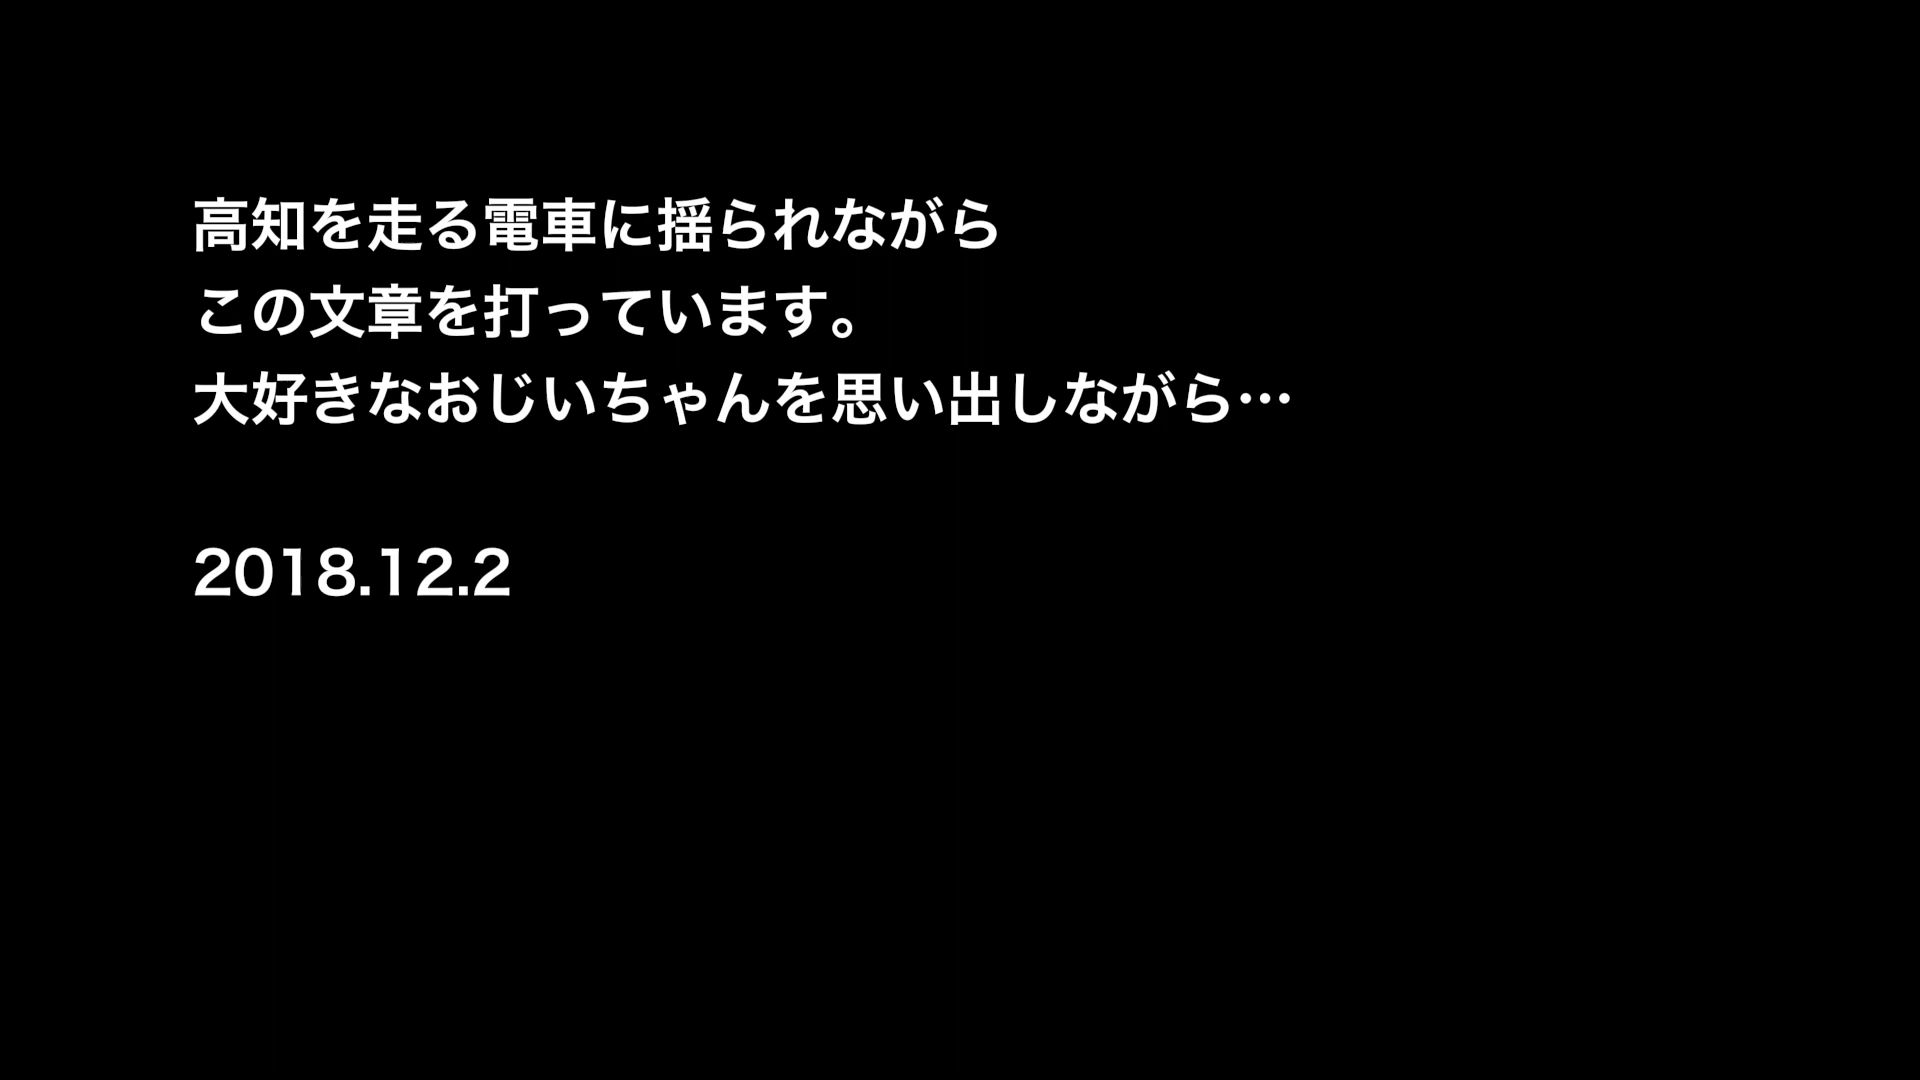 高知を走る電車に揺られながら
この文章を打っています。
大好きなおじいちゃんを思い出しながら…
2018.12.2